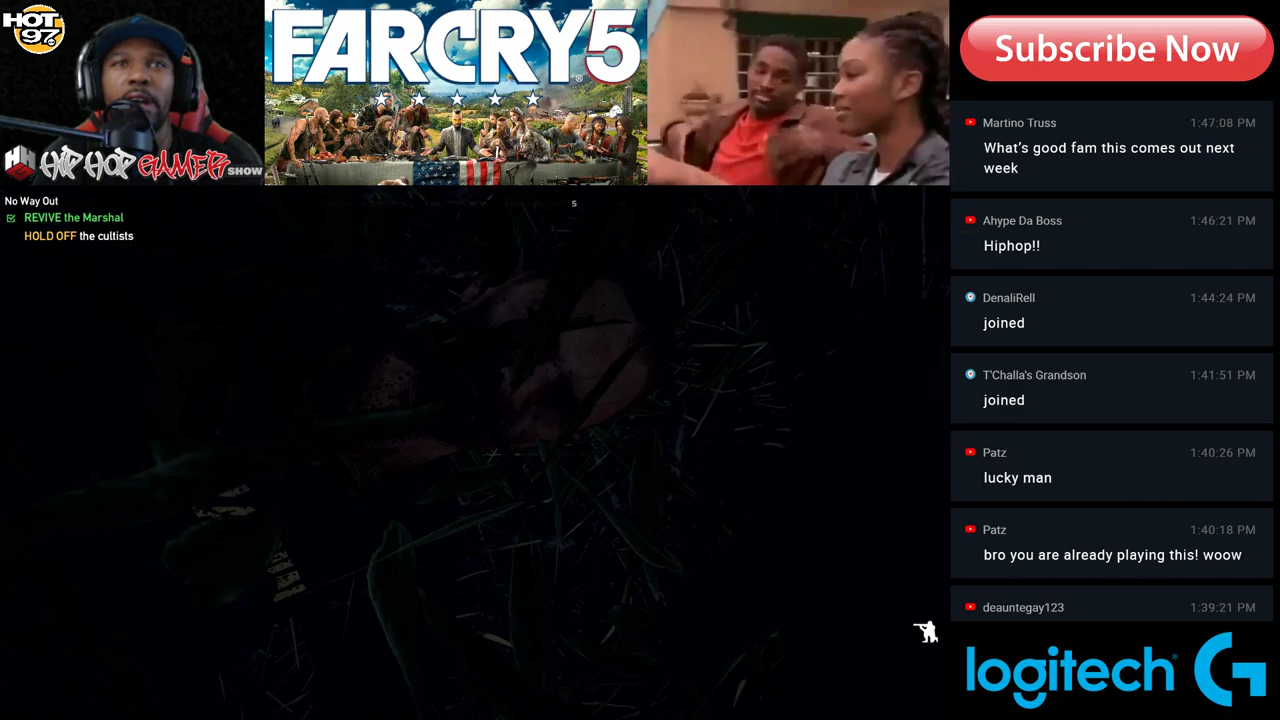 HOT
97
HHG HIP HOP GAMER SHOW
FARCRY5
Subscribe Now
Martino Truss 1:47:08 PM
What's good fam this comes out next
week
Ahype Da Boss 1:46:21 PM
Hiphop!!
DenaliRell 1:44:24 PM
joined
T'Challa's Grandson 1:41:51 PM
joined
Patz 1:40:26 PM
lucky man
Patz 1:40:18 PM
bro you are already playing this! woow
deauntegay123 1:39:21 PM
No Way Out
REVIVE the Marshal
HOLD OFF the cultists
S
logitech G